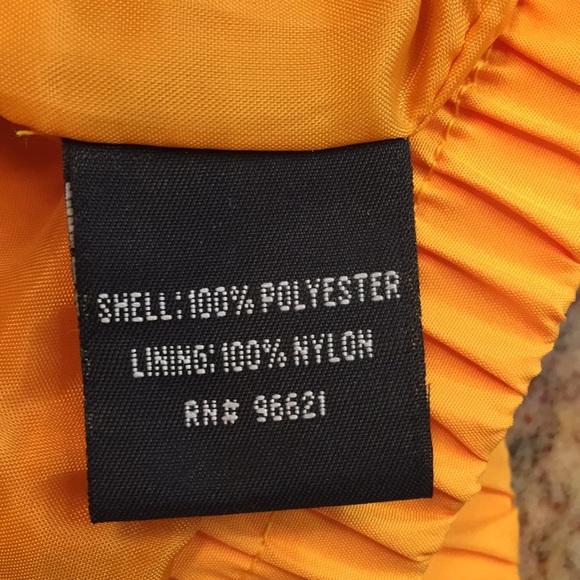 SHELL: 100% POLYESTER
LINING: 100% NYLON
RN# 96621